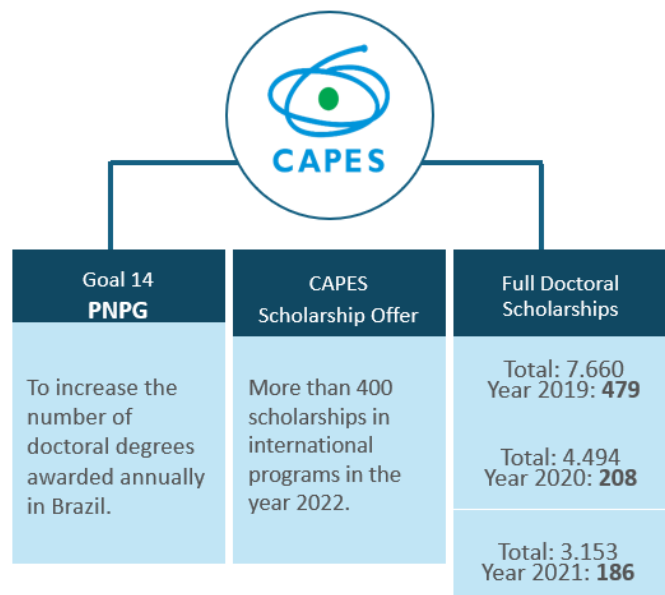 CAPES
Goal 14
PNPG
To increase the
number of
doctoral degrees
awarded annually
in Brazil.
CAPES
Scholarship Offer
More than 400
scholarships in
international
programs in the
year 2022.
Full Doctoral
Scholarships
Total: 7.660
Year 2019: 479
Total: 4.494
Year 2020: 208
Total: 3.153
Year 2021: 186